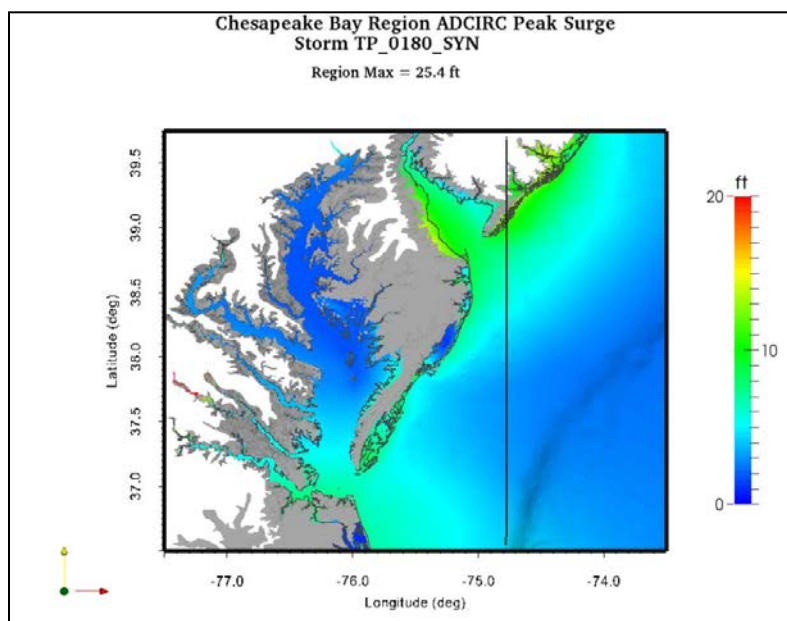 Chesapeake Bay Region ADCIRC Peak Surge
Storm TP_0180_SYN
Region Max = 25.4 ft
39.5
39.0
38.5
38.0
37.5
37.0
Latitude (deg)
-77.0
-76.0
-75.0
-74.0
Longitude (deg)
ft
20
10
0